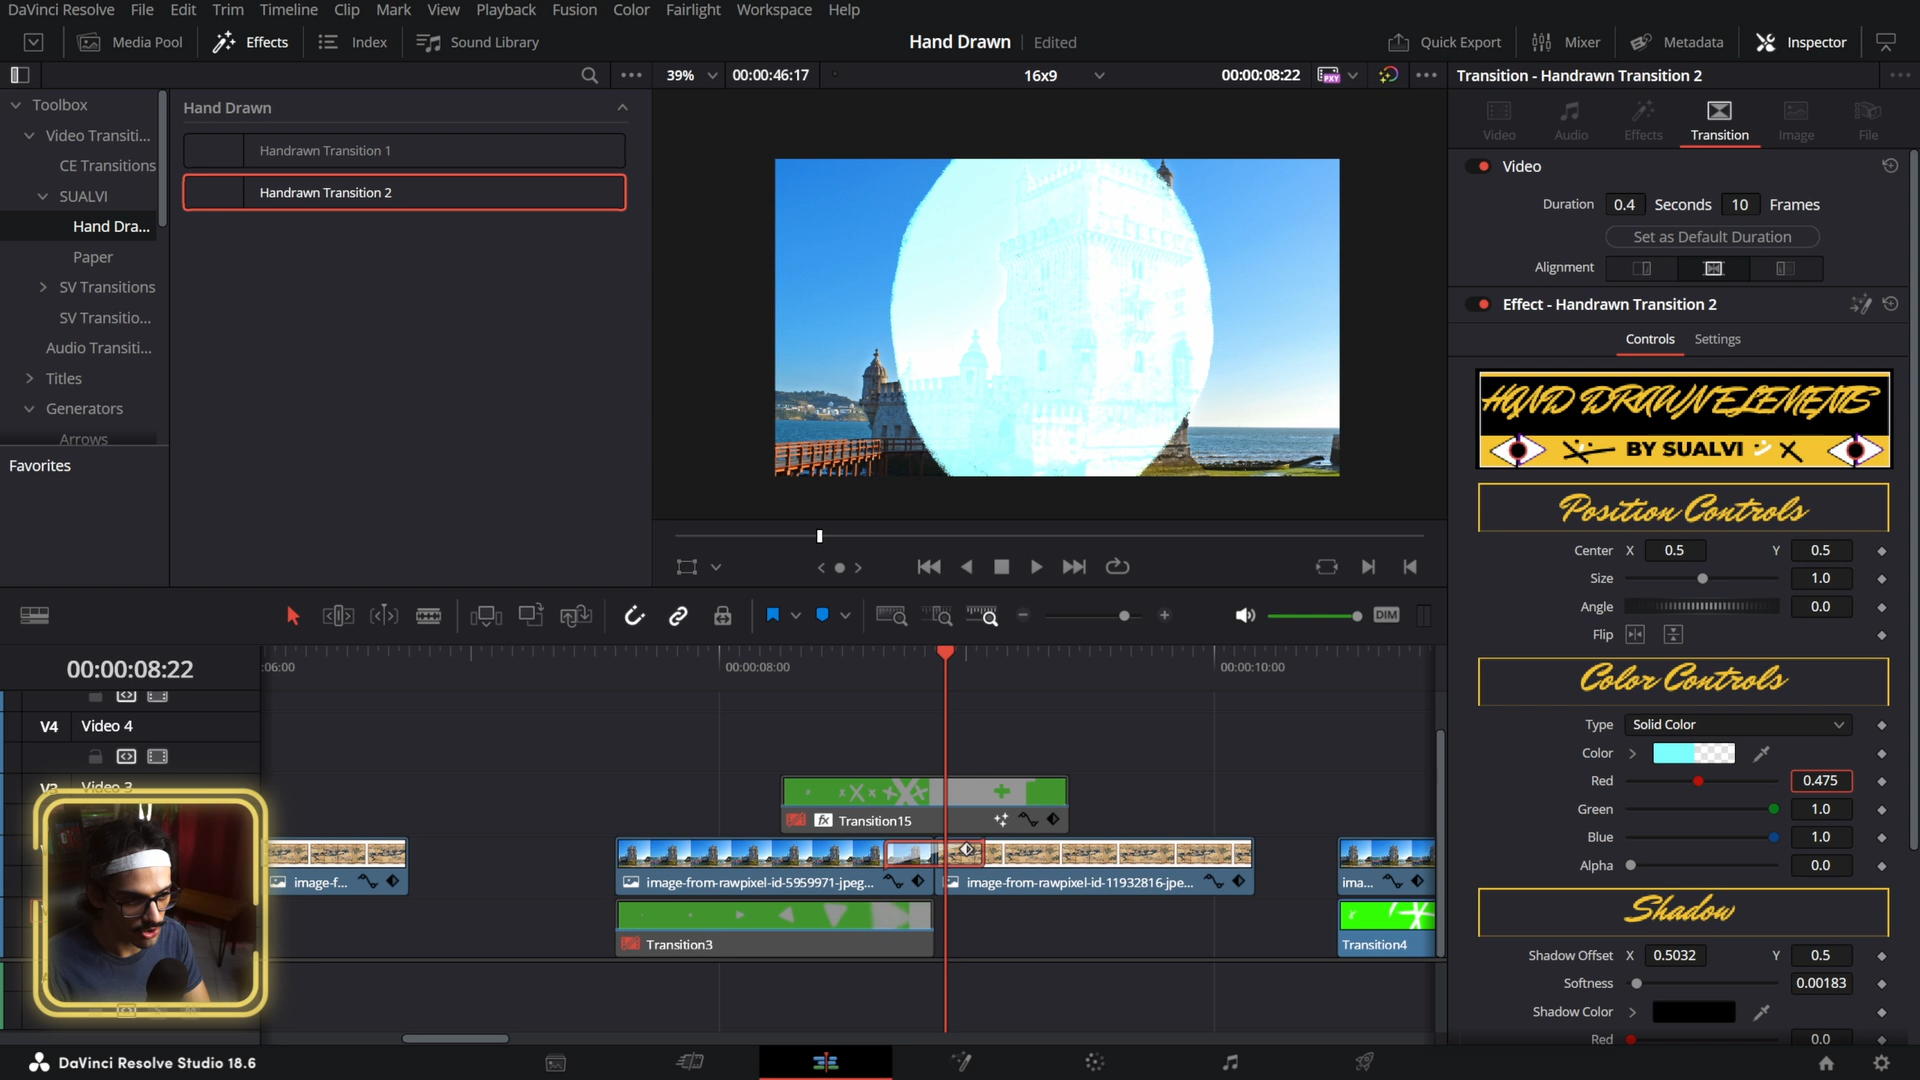 DaVinci Resolve File Edit Trim Timeline Clip Mark View Playback Fusion Color Fairlight Workspace Help
Media Pool Effects Index Sound Library Hand Drawn Edited Quick Export Mixer Metadata Inspector
39% 00:00:46:17 16x9 00:00:08:22 PXY Transition - Handrawn Transition 2
Toolbox
Video Transiti...
CE Transitions
SUALVI
Hand Dra...
Paper
SV Transitions
SV Transitio...
Audio Transiti...
Titles
Generators
Arrows
Favorites
Hand Drawn
Handrawn Transition 1
Handrawn Transition 2
Video Audio Effects Transition Image File
Video
Duration 0.4 Seconds 10 Frames
Set as Default Duration
Alignment
Effect - Handrawn Transition 2
Controls Settings
HAND DRAWN ELEMENTS
BY SUALVI
Position Controls
Center X 0.5 Y 0.5
Size 1.0
Angle 0.0
Flip
Color Controls
Type Solid Color
Color
Red 0.475
Green 1.0
Blue 1.0
Alpha 0.0
Shadow
Shadow Offset X 0.5032 Y 0.5
Softness 0.00183
Shadow Color
Red 0.0
DIM
00:00:08:22
:06:00 00:00:08:00 00:00:10:00
V4 Video 4
V3 Video 3
fx Transition15
image-f...
image-from-rawpixel-id-5959971-jpeg...
image-from-rawpixel-id-11932816-jpe...
ima...
Transition3
Transition4
DaVinci Resolve Studio 18.6